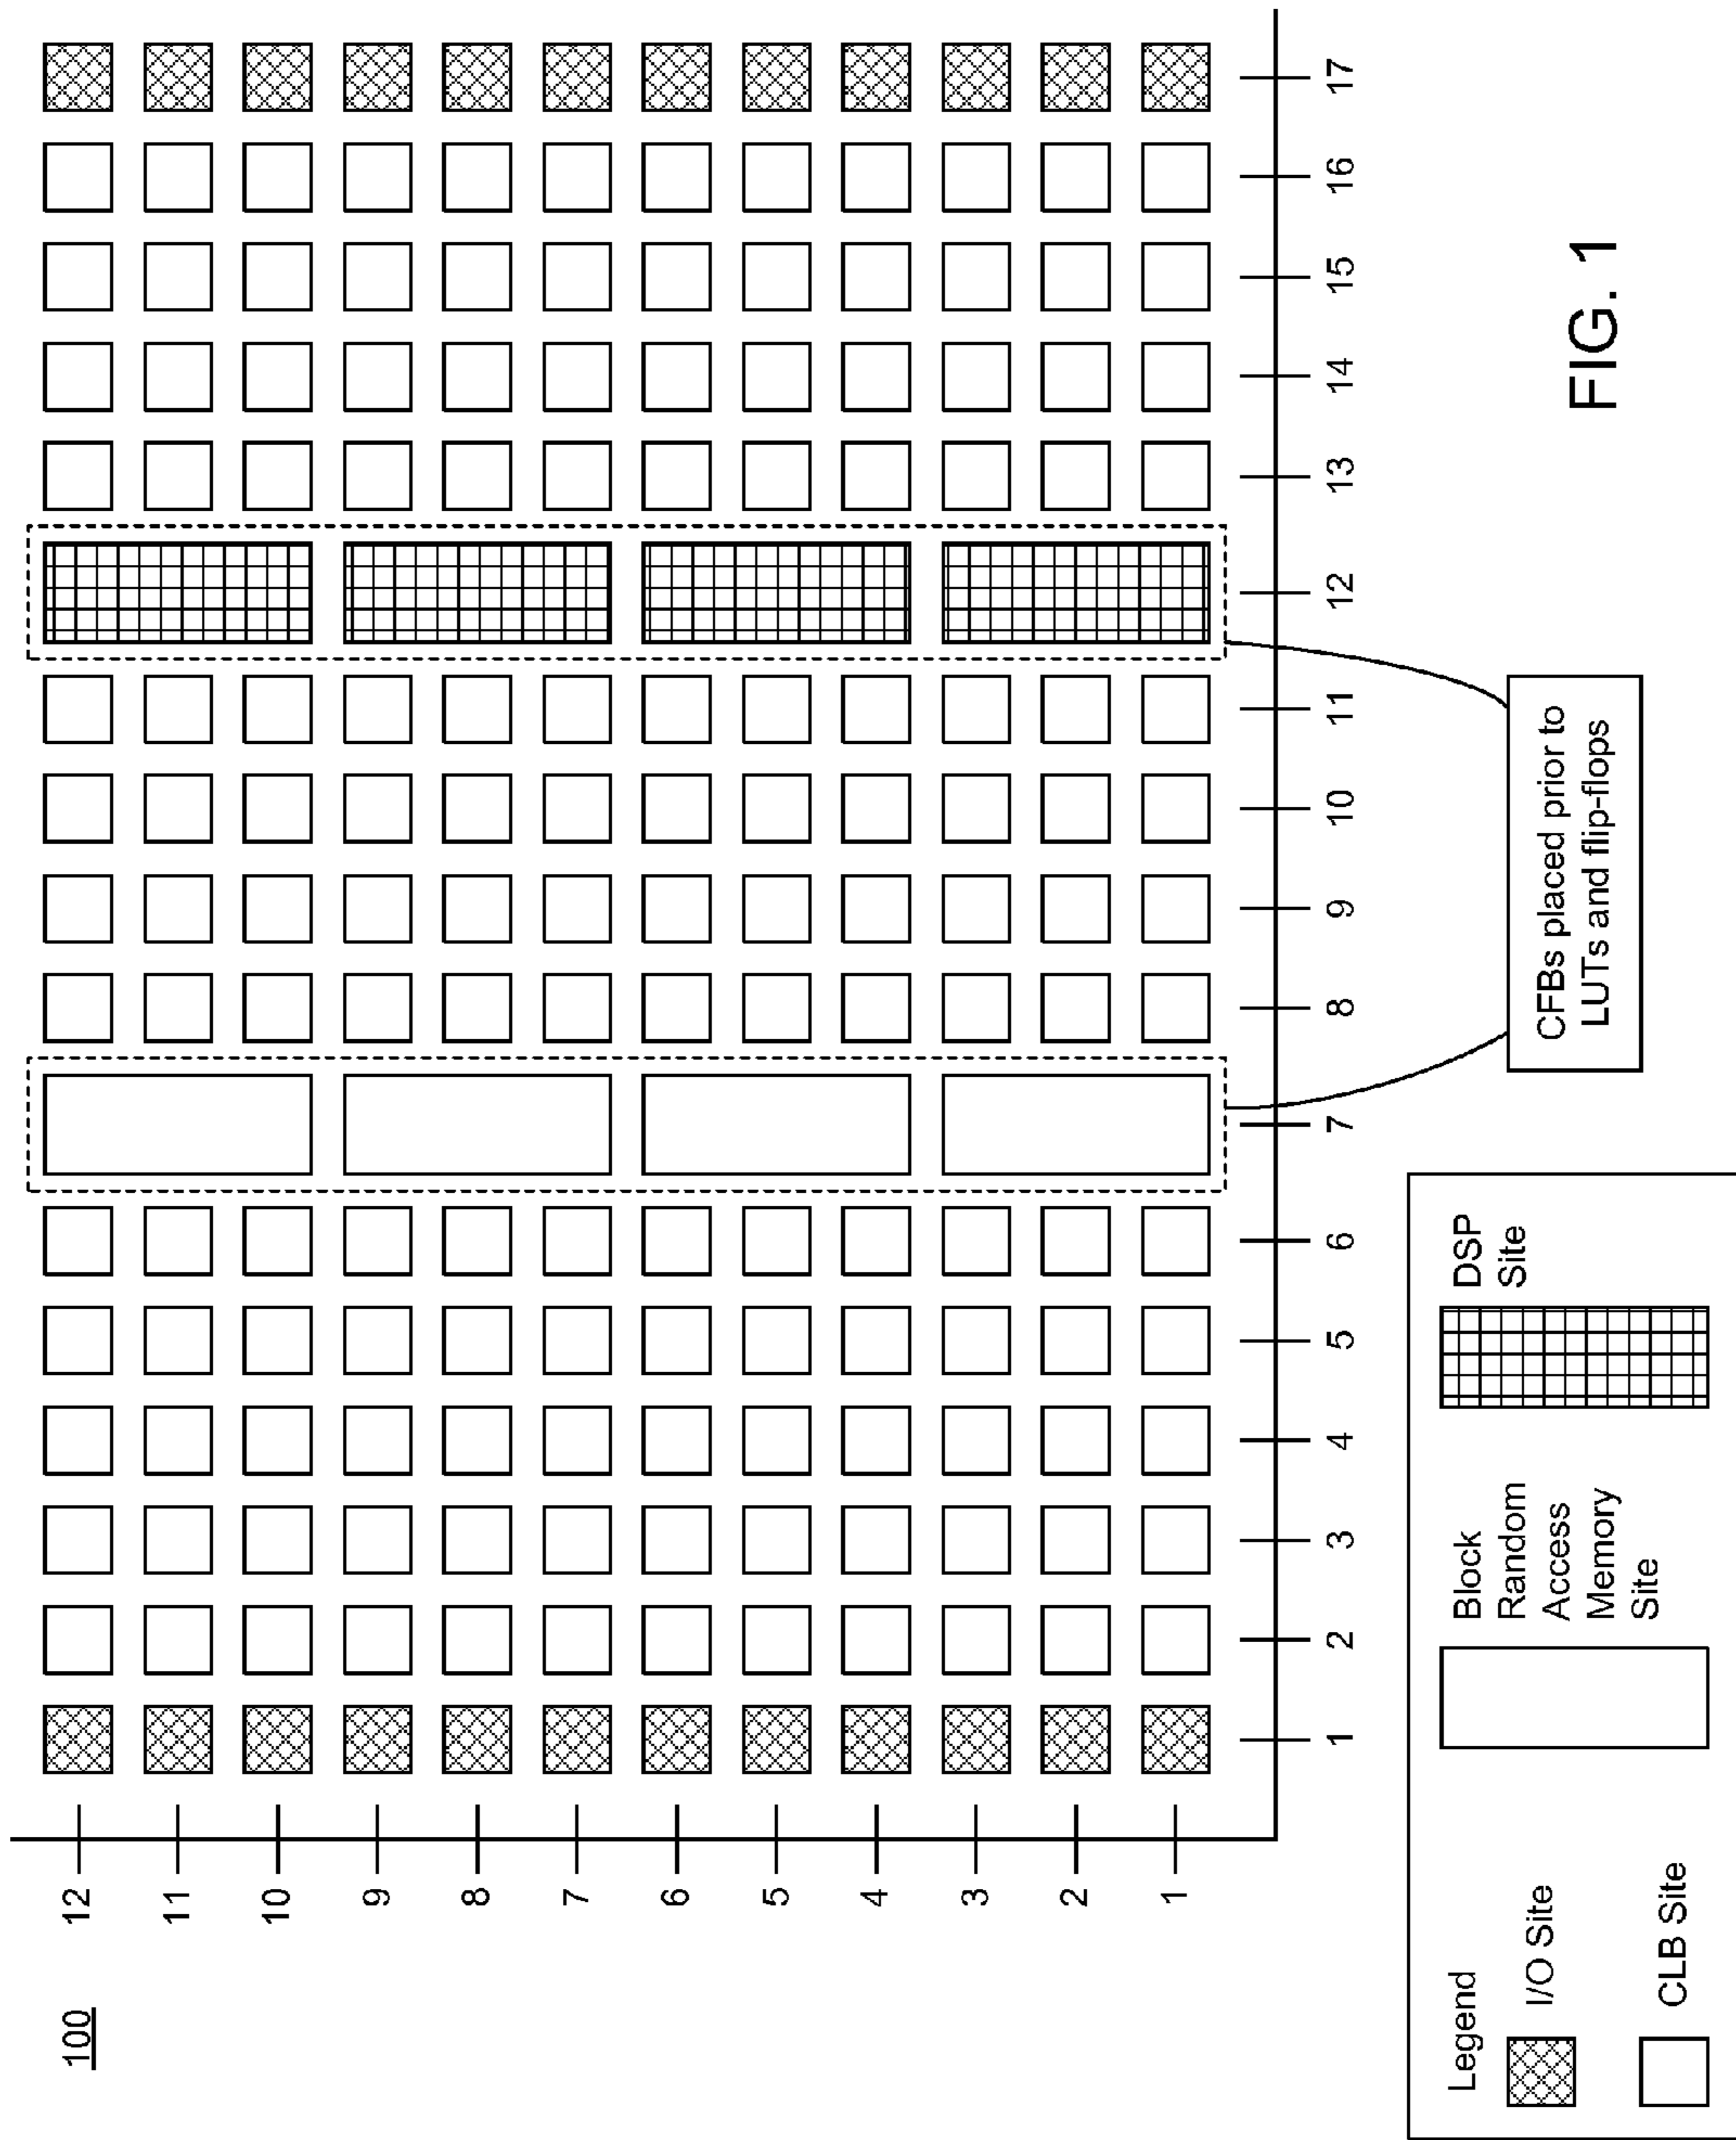 100
12
11
10
9
8
7
6
5
4
3
2
1
1 2 3 4 5 6 7 8 9 10 11 12 13 14 15 16 17
CFBs placed prior to
LUTs and flip-flops
Legend
I/O Site
CLB Site
Block
Random
Access
Memory
Site
DSP
Site
FIG. 1